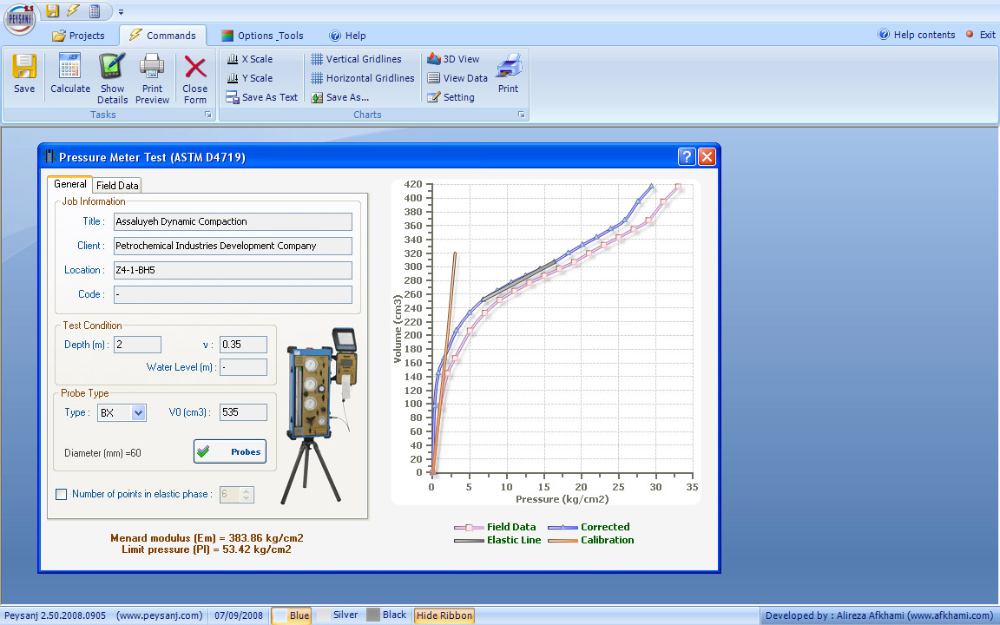 PEYSANJ 2.5
Projects Commands Options _Tools Help Help contents Exit
Save Calculate Show Details Print Preview Close Form
X Scale Vertical Gridlines 3D View
Y Scale Horizontal Gridlines View Data Print
Save As Text Save As... Setting
Tasks Charts
Pressure Meter Test (ASTM D4719)
General Field Data
Job Information
Title : Assaluyeh Dynamic Compaction
Client : Petrochemical Industries Development Company
Location : Z4-1-BH5
Code : -
Test Condition
Depth (m) : 2 ν : 0.35
Water Level (m) : -
Probe Type
Type : BX V0 (cm3) : 535
Diameter (mm) =60 Probes
Number of points in elastic phase : 6
Menard modulus (Em) = 383.86 kg/cm2
Limit pressure (Pl) = 53.42 kg/cm2
420
400
380
360
340
320
300
280
260
240
220
200
180
160
140
120
100
80
60
40
20
0
Volume (cm3)
0 5 10 15 20 25 30 35
Pressure (kg/cm2)
Field Data Corrected
Elastic Line Calibration
Peysanj 2.50.2008.0905 (www.peysanj.com) 07/09/2008 Blue Silver Black Hide Ribbon Developed by : Alireza Afkhami (www.afkhami.com)